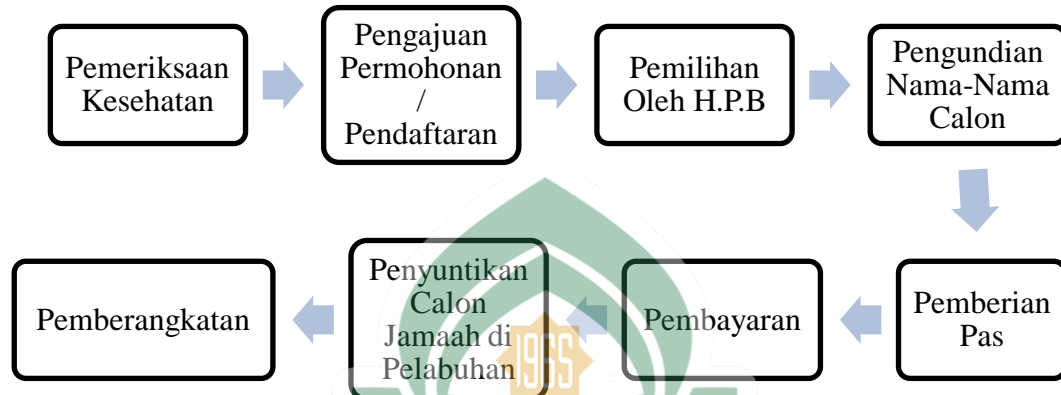 Pemeriksaan
Kesehatan
Pengajuan
Permohonan
/
Pendaftaran
Pemilihan
Oleh H.P.B
Pengundian
Nama-Nama
Calon
Pemberian
Pas
Pembayaran
Penyuntikan
Calon
Jamaah di
Pelabuhan
Pemberangkatan
1965